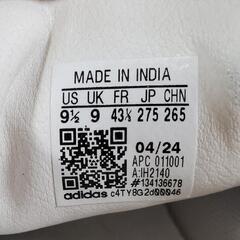 MADE IN INDIA
US UK FR JP CHN
9½ 9 43⅓ 275 265
04/24
APC 011001
A:IH2140
#134136678
adidas c4TY8G2d00046